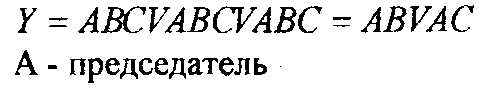 Y = ABCVABCVABC = ABVAC
А - председатель